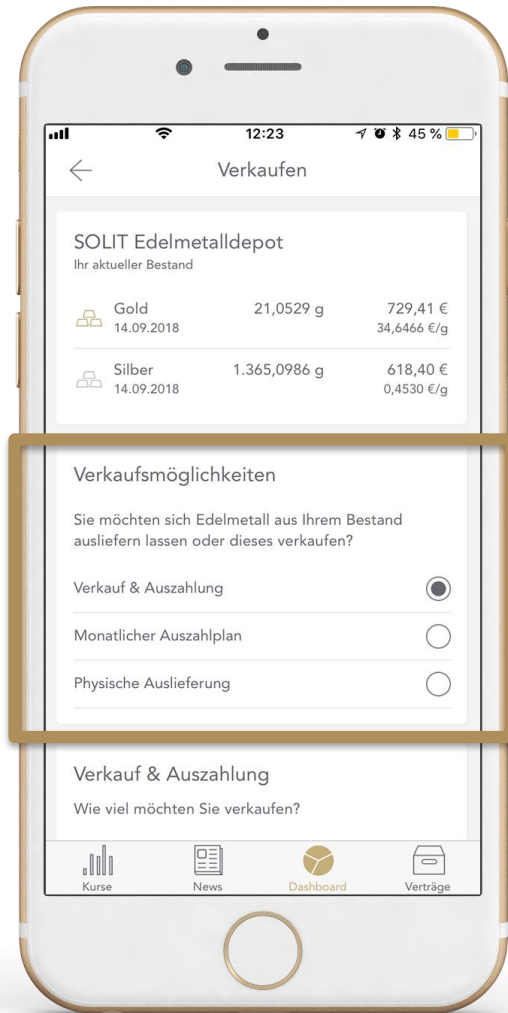 12:23 45 %
Verkaufen
SOLIT Edelmetalldepot
Ihr aktueller Bestand
Gold 21,0529 g 729,41 €
14.09.2018 34,6466 €/g
Silber 1.365,0986 g 618,40 €
14.09.2018 0,4530 €/g
Verkaufsmöglichkeiten
Sie möchten sich Edelmetall aus Ihrem Bestand
ausliefern lassen oder dieses verkaufen?
Verkauf & Auszahlung
Monatlicher Auszahlplan
Physische Auslieferung
Verkauf & Auszahlung
Wie viel möchten Sie verkaufen?
Kurse News Dashboard Verträge